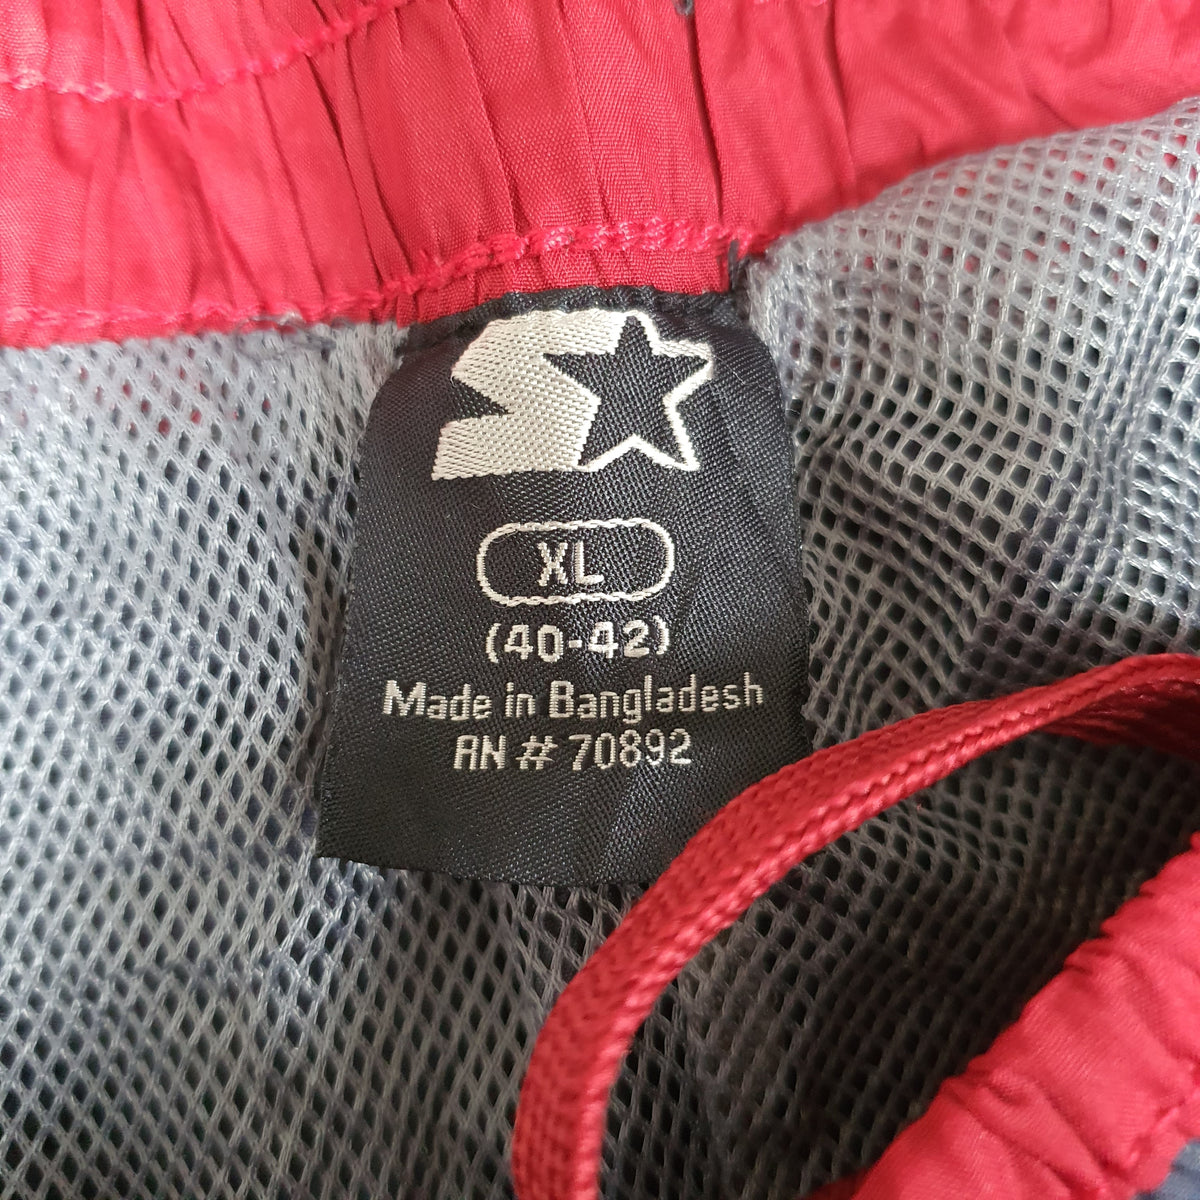 XL
(40-42)
Made in Bangladesh
RN # 70892